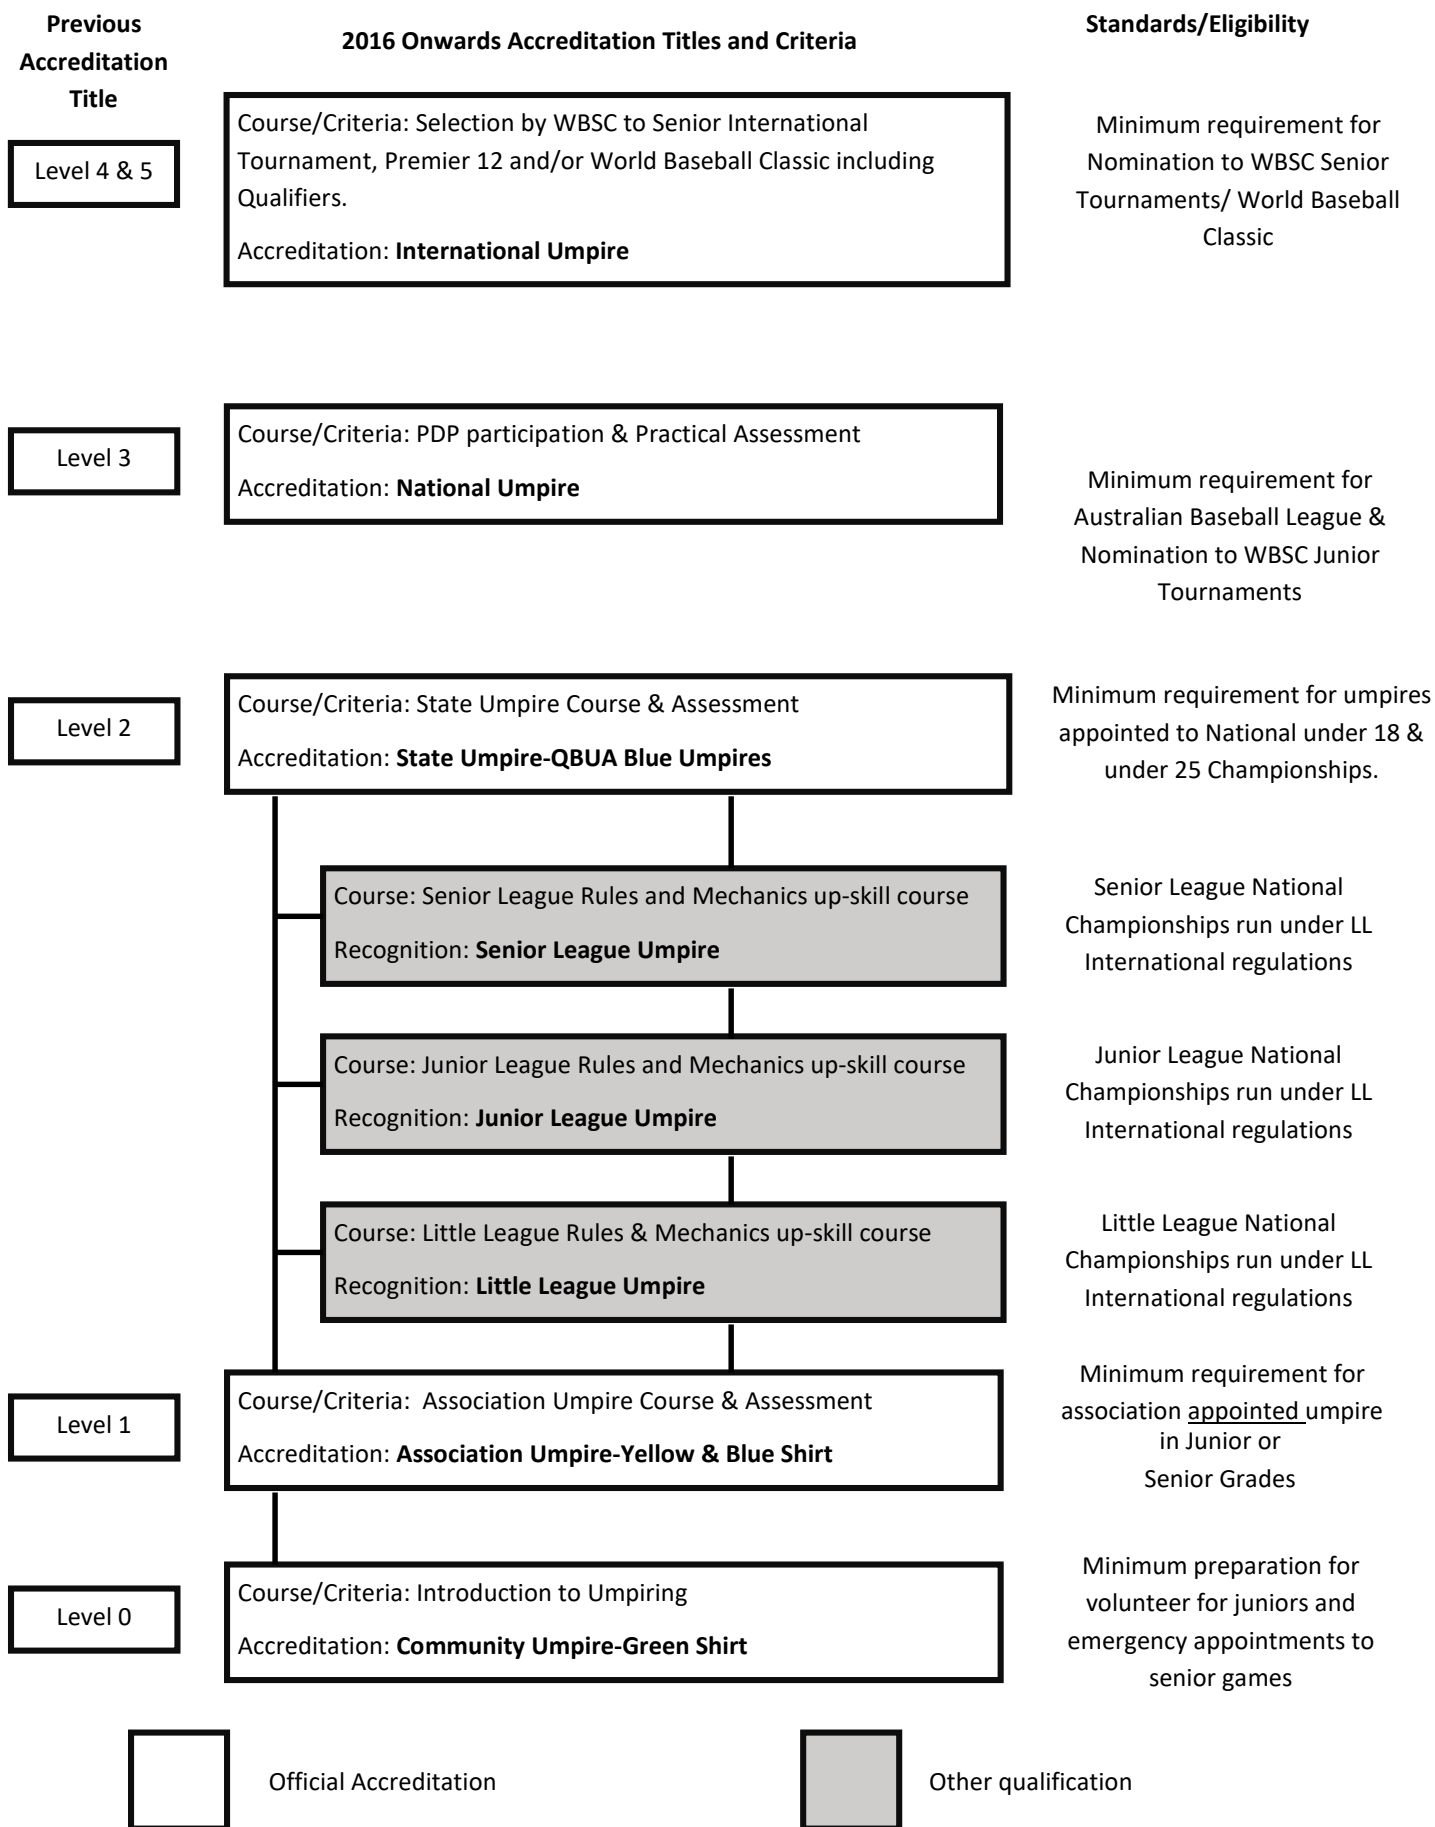 Previous
Accreditation
Title
2016 Onwards Accreditation Titles and Criteria
Standards/Eligibility
Level 4 & 5
Course/Criteria: Selection by WBSC to Senior International
Tournament, Premier 12 and/or World Baseball Classic including
Qualifiers.
Accreditation: International Umpire
Minimum requirement for
Nomination to WBSC Senior
Tournaments/ World Baseball
Classic
Level 3
Course/Criteria: PDP participation & Practical Assessment
Accreditation: National Umpire
Minimum requirement for
Australian Baseball League &
Nomination to WBSC Junior
Tournaments
Level 2
Course/Criteria: State Umpire Course & Assessment
Accreditation: State Umpire-QBUA Blue Umpires
Minimum requirement for umpires
appointed to National under 18 &
under 25 Championships.
Course: Senior League Rules and Mechanics up-skill course
Recognition: Senior League Umpire
Senior League National
Championships run under LL
International regulations
Course: Junior League Rules and Mechanics up-skill course
Recognition: Junior League Umpire
Junior League National
Championships run under LL
International regulations
Course: Little League Rules & Mechanics up-skill course
Recognition: Little League Umpire
Little League National
Championships run under LL
International regulations
Level 1
Course/Criteria: Association Umpire Course & Assessment
Accreditation: Association Umpire-Yellow & Blue Shirt
Minimum requirement for
association appointed umpire
in Junior or
Senior Grades
Level 0
Course/Criteria: Introduction to Umpiring
Accreditation: Community Umpire-Green Shirt
Minimum preparation for
volunteer for juniors and
emergency appointments to
senior games
Official Accreditation
Other qualification